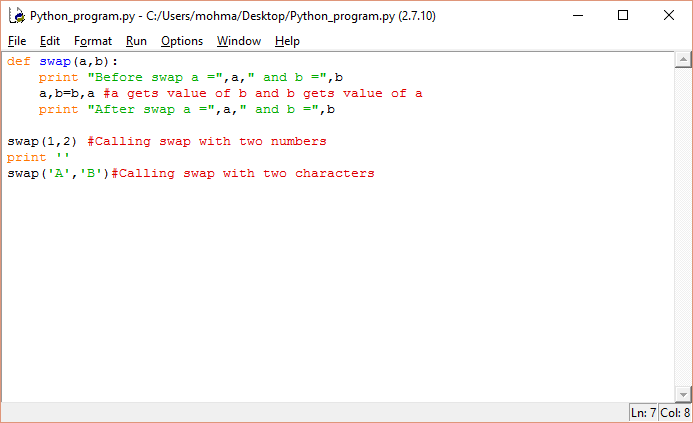 Python_program.py - C:/Users/mohma/Desktop/Python_program.py (2.7.10)
File Edit Format Run Options Window Help
def swap(a,b):
    print "Before swap a =",a," and b =",b
    a,b=b,a #a gets value of b and b gets value of a
    print "After swap a =",a," and b =",b

swap(1,2) #Calling swap with two numbers
print ''
swap('A','B')#Calling swap with two characters
Ln: 7 Col: 8